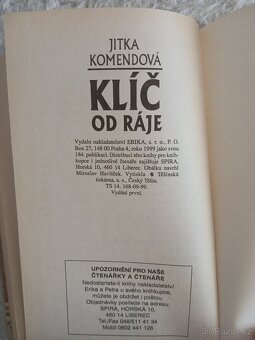 JITKA
KOMENDOVÁ
KLÍČ
OD RÁJE
Vydalo nakladatelství ERIKA, s. r. o., P. O.
Box 27, 148 00 Praha 4, roku 1999 jako svou
184. publikaci. Distribuci této knihy pro knih-
kupce i jednotlivé čtenáře zajišťuje SPIRA,
Horská 10, 460 14 Liberec. Obálku navrhl
Miroslav Havlíček. Vytiskla ● Těšínská
tiskárna, a. s., Český Těšín.
TS 14. 168-09-99.
Vydání první.
UPOZORNĚNÍ PRO NAŠE
ČTENÁŘKY A ČTENÁŘE
Nedostanete-li knihy nakladatelství
Erika a Petra u svého knihkupce,
můžete je obdržet i poštou.
Objednávky posílejte na adresu:
SPIRA, HORSKÁ 10,
460 14 LIBEREC
Tel./Fax 048/511 41 34
Mobil 0602 441 126